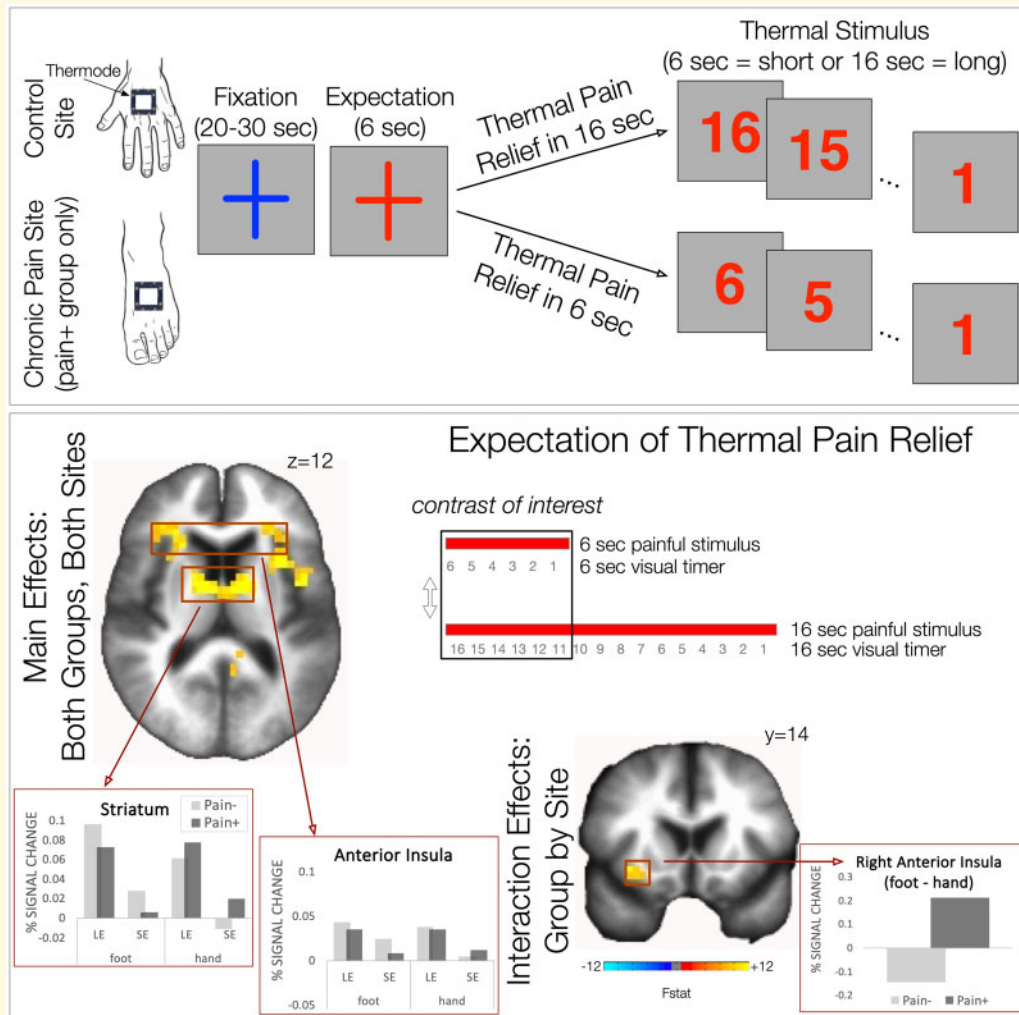 Thermal Stimulus
(6 sec = short or 16 sec = long)
Control
Site
Thermode
Fixation
(20-30 sec)
Expectation
(6 sec)
Thermal Pain
Relief in 16 sec
16
15
...
1
Chronic Pain Site
(pain+ group only)
Thermal Pain
Relief in 6 sec
6
5
...
1
Expectation of Thermal Pain Relief
Main Effects:
Both Groups, Both Sites
z=12
contrast of interest
6 sec painful stimulus
6 5 4 3 2 1
6 sec visual timer
16 sec painful stimulus
16 15 14 13 12 11 10 9 8 7 6 5 4 3 2 1
16 sec visual timer
Striatum
Pain-
Pain+
% SIGNAL CHANGE
0.1
0.08
0.06
0.04
0.02
0
-0.02
LE SE LE SE
foot hand
Anterior Insula
% SIGNAL CHANGE
0.1
0.05
0
-0.05
LE SE LE SE
foot hand
Interaction Effects:
Group by Site
y=14
-12
+12
Fstat
Right Anterior Insula
(foot - hand)
% SIGNAL CHANGE
0.3
0.2
0.1
0
-0.1
-0.2
Pain- Pain+